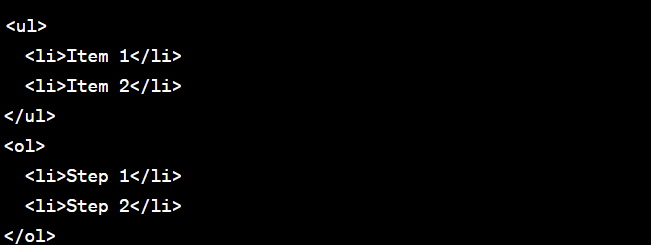 <ul>
  <li>Item 1</li>
  <li>Item 2</li>
</ul>
<ol>
  <li>Step 1</li>
  <li>Step 2</li>
</ol>